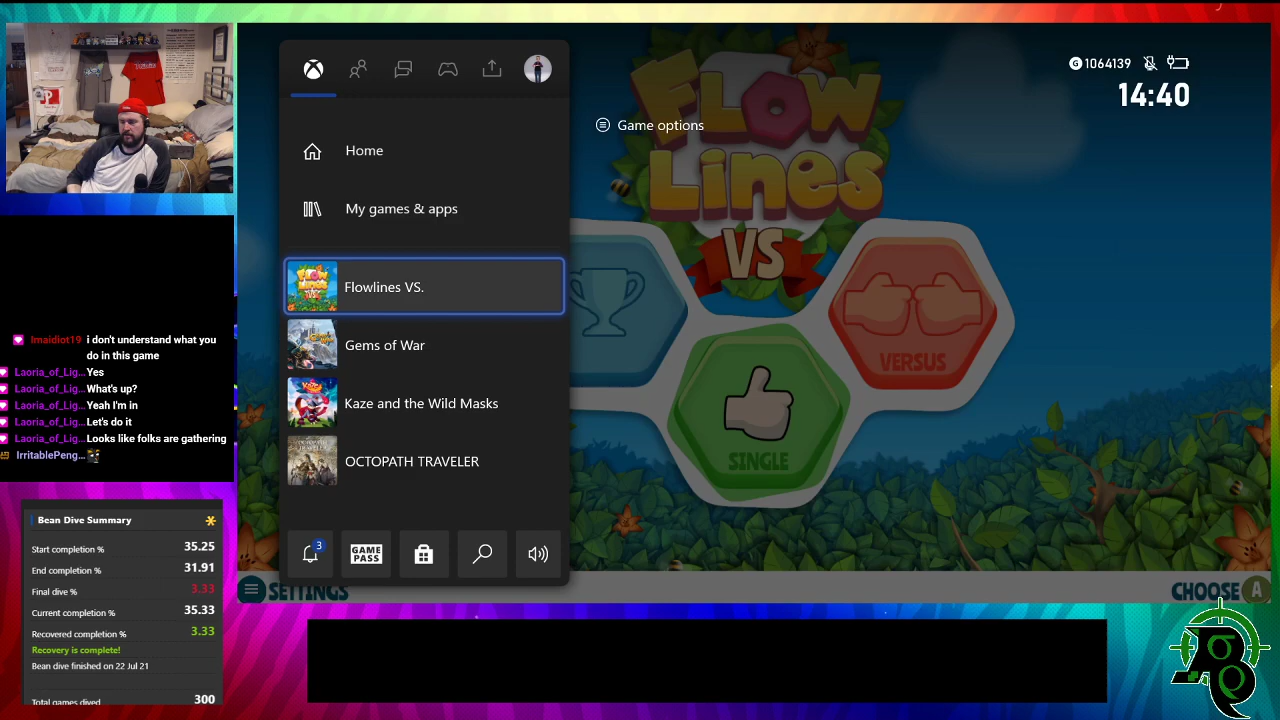 1064139
14:40
Game options
Home
My games & apps
Flowlines VS.
Gems of War
Kaze and the Wild Masks
OCTOPATH TRAVELER
3
GAME PASS
FLOW
Lines
VS
VERSUS
SINGLE
SETTINGS
CHOOSE A
Imaidiot19 i don't understand what you
do in this game
Laoria_of_Lig... Yes
Laoria_of_Lig... What's up?
Laoria_of_Lig... Yeah I'm in
Laoria_of_Lig... Let's do it
Laoria_of_Lig... Looks like folks are gathering
IrritablePeng...
Bean Dive Summary
Start completion % 35.25
End completion % 31.91
Final dive % 3.33
Current completion % 35.33
Recovered completion % 3.33
Recovery is complete!
Bean dive finished on 22 Jul 21
Total games dived 300